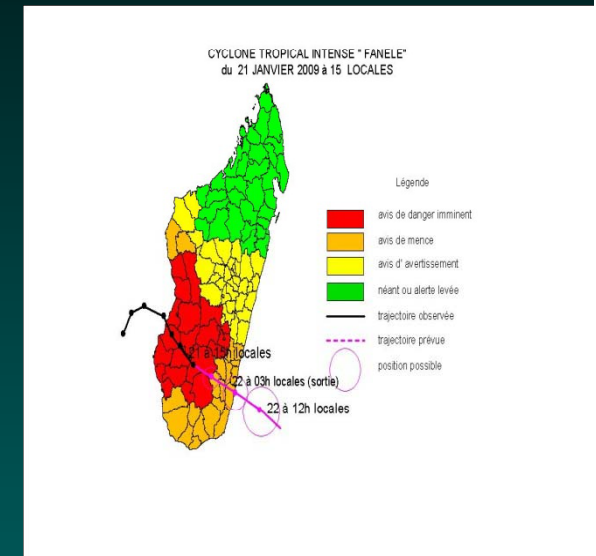 CYCLONE TROPICAL INTENSE " FANELE"
du 21 JANVIER 2009 à 15 LOCALES
Légende
avis de danger imminent
avis de mence
avis d' avertissement
néant ou alerte levée
trajectoire observée
trajectoire prévue
position possible
21 à 15h locales
22 à 03h locales (sortie)
22 à 12h locales